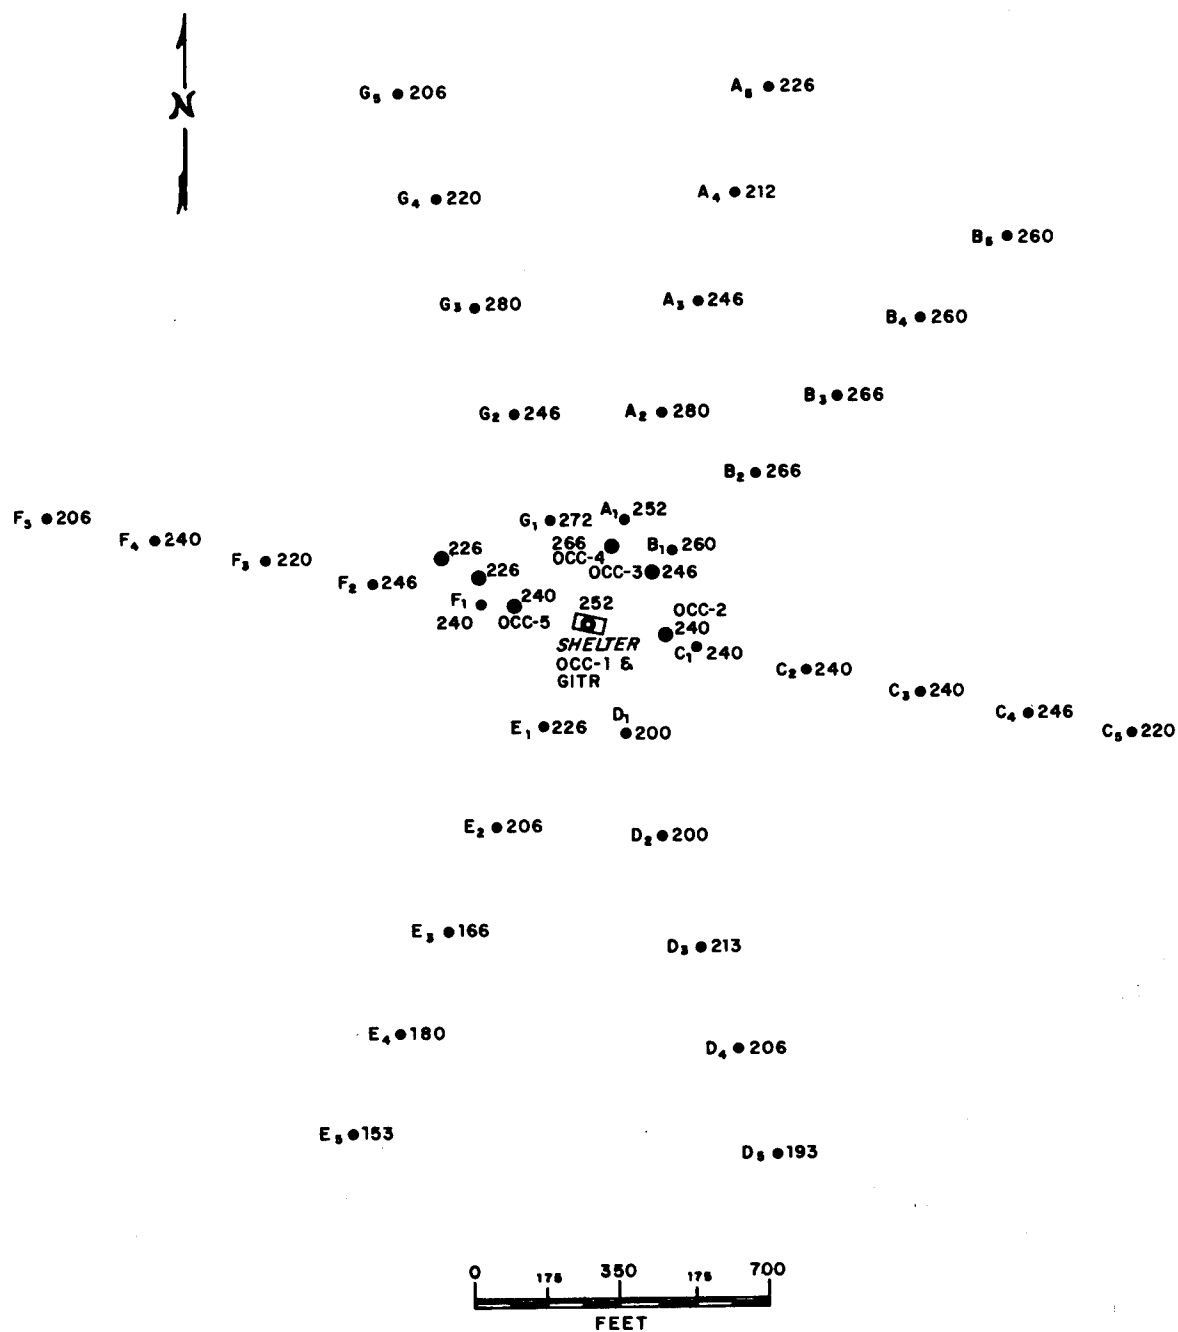 N
G5 206
A5 226
G4 220
A4 212
B5 260
G3 280
A3 246
B4 260
B3 266
G2 246
A2 280
B2 266
F5 206
F4 240
F3 220
F2 246
226
226
G1 272
A1 252
266
OCC-4
B1 260
OCC-3 246
F1
240
240
OCC-5
252
SHELTER
OCC-1 &
GITR
OCC-2
240
C1 240
C2 240
C3 240
C4 246
C5 220
E1 226
D1
200
E2 206
D2 200
E3 166
D3 213
E4 180
D4 206
E5 153
D5 193
0 175 350 175 700
FEET